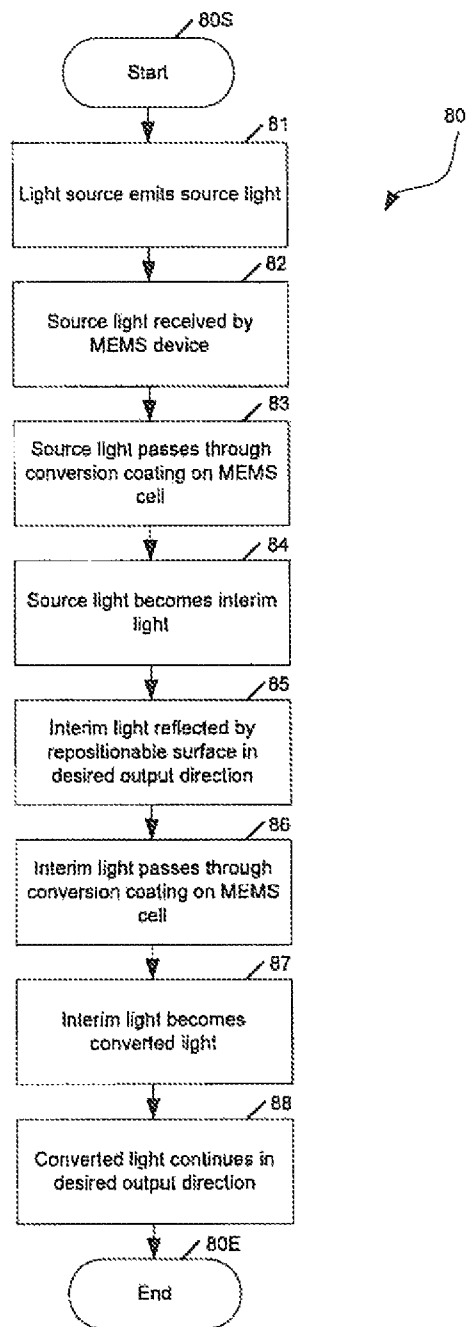 80S
Start
80
81
Light source emits source light
82
Source light received by
MEMS device
83
Source light passes through
conversion coating on MEMS
cell
84
Source light becomes interim
light
85
Interim light reflected by
repositionable surface in
desired output direction
86
Interim light passes through
conversion coating on MEMS
cell
87
Interim light becomes
converted light
88
Converted light continues in
desired output direction
80E
End